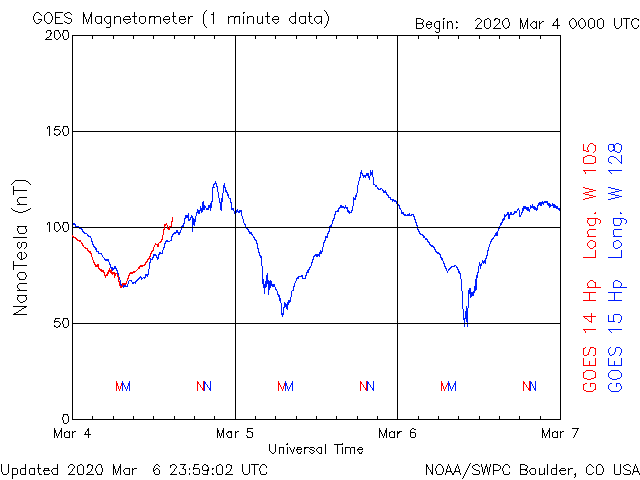 GOES Magnetometer (1 minute data)
Begin: 2020 Mar 4 0000 UTC
200
150
100
50
0
NanoTesla (nT)
M M N N M M N N M M N N
Mar 4 Mar 5 Mar 6 Mar 7
Universal Time
GOES 14 Hp Long. W 105
GOES 15 Hp Long. W 128
Updated 2020 Mar 6 23:59:02 UTC
NOAA/SWPC Boulder, CO USA